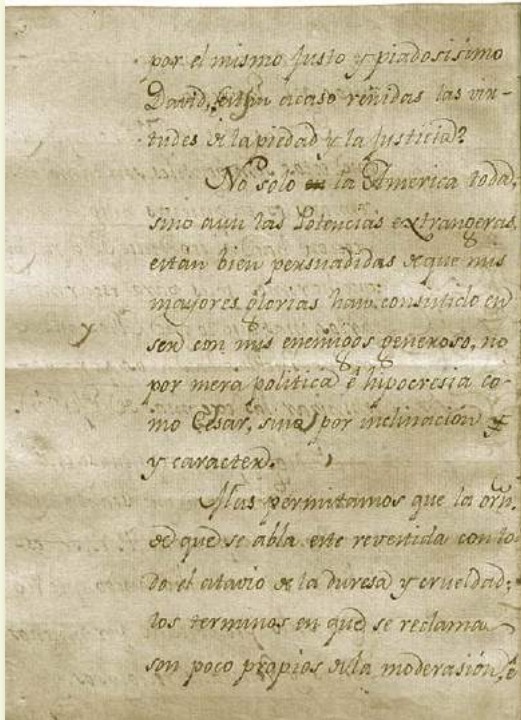 por el mismo Justo y piadosisimo
David, están acaso reñidas las vir-
tudes de la piedad y la Justicia?
No solo en la America toda,
sino aun las Potencias extrangeras,
estan bien persuadidas de que mis
mayores glorias han consistido en
ser con mis enemigos generoso, no
por mera politica é hipocresia co-
mo Cesar, sino por inclinación
y caracter.
Mas permitamos que la orn.
de que se abla este revestida con to-
do el atavio de la duresa y crueldad;
los terminos en que se reclama
son poco propios de la moderasión, é